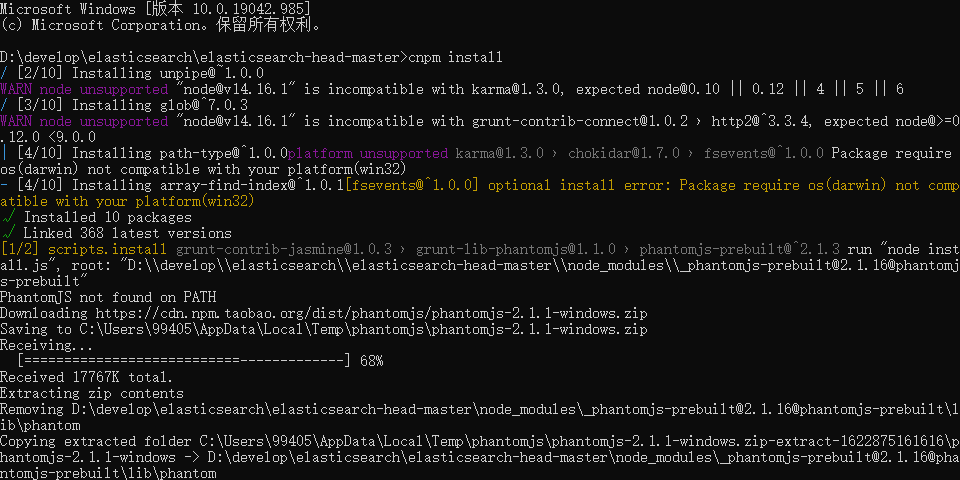 Microsoft Windows [版本 10.0.19042.985]
(c) Microsoft Corporation。保留所有权利。
D:\develop\elasticsearch\elasticsearch-head-master>cnpm install
/ [2/10] Installing unpipe@~1.0.0
WARN node unsupported "node@v14.16.1" is incompatible with karma@1.3.0, expected node@0.10 || 0.12 || 4 || 5 || 6
/ [3/10] Installing glob@^7.0.3
WARN node unsupported "node@v14.16.1" is incompatible with grunt-contrib-connect@1.0.2 › http2@^3.3.4, expected node@>=0
.12.0 <9.0.0
| [4/10] Installing path-type@^1.0.0platform unsupported karma@1.3.0 › chokidar@1.7.0 › fsevents@^1.0.0 Package require
os(darwin) not compatible with your platform(win32)
- [4/10] Installing array-find-index@^1.0.1[fsevents@^1.0.0] optional install error: Package require os(darwin) not comp
atible with your platform(win32)
√ Installed 10 packages
√ Linked 368 latest versions
[1/2] scripts.install grunt-contrib-jasmine@1.0.3 › grunt-lib-phantomjs@1.1.0 › phantomjs-prebuilt@^2.1.3 run "node inst
all.js", root: "D:\\develop\\elasticsearch\\elasticsearch-head-master\\node_modules\\_phantomjs-prebuilt@2.1.16@phantomj
s-prebuilt"
PhantomJS not found on PATH
Downloading https://cdn.npm.taobao.org/dist/phantomjs/phantomjs-2.1.1-windows.zip
Saving to C:\Users\99405\AppData\Local\Temp\phantomjs\phantomjs-2.1.1-windows.zip
Receiving...
[===========================-------------] 68%
Received 17767K total.
Extracting zip contents
Removing D:\develop\elasticsearch\elasticsearch-head-master\node_modules\_phantomjs-prebuilt@2.1.16@phantomjs-prebuilt\l
ib\phantom
Copying extracted folder C:\Users\99405\AppData\Local\Temp\phantomjs\phantomjs-2.1.1-windows.zip-extract-1622875161616\p
hantomjs-2.1.1-windows -> D:\develop\elasticsearch\elasticsearch-head-master\node_modules\_phantomjs-prebuilt@2.1.16@pha
ntomjs-prebuilt\lib\phantom